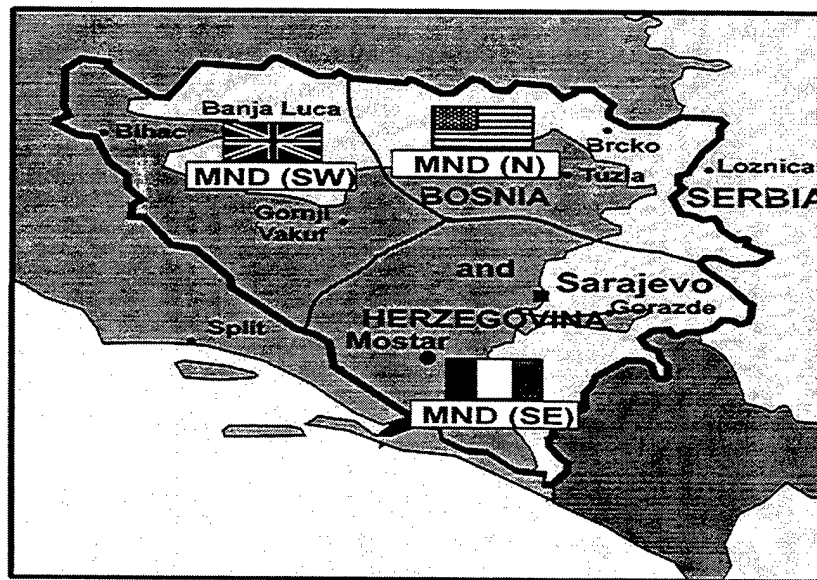 Banja Luca
Bihac
Brcko
MND (SW)
MND (N)
Loznica
Tuzla
BOSNIA
SERBIA
Gornji
Vakuf
and
Sarajevo
Gorazde
Split
HERZEGOVINA
Mostar
MND (SE)